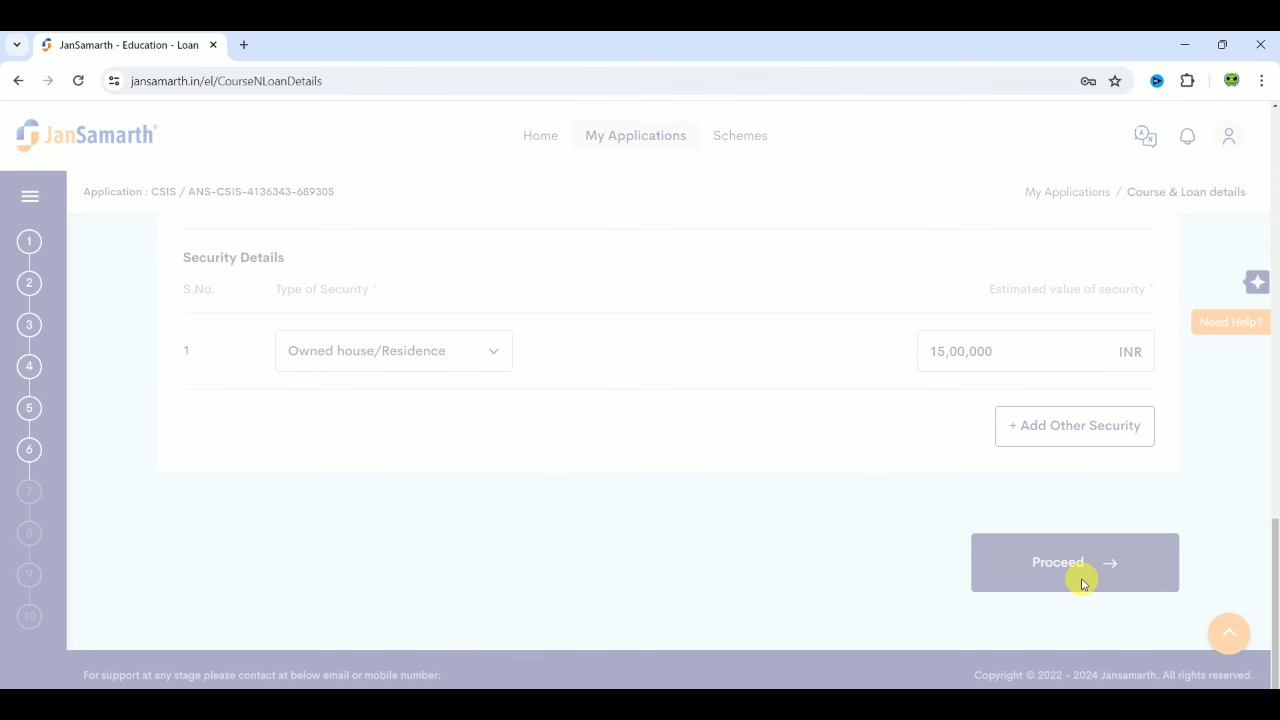 JanSamarth - Education - Loan
jansamarth.in/el/CourseNLoanDetails
JanSamarth®
Home
My Applications
Schemes
Application : CSIS / ANS-CSIS-4136343-689305
My Applications / Course & Loan details
1
2
3
4
5
6
7
8
9
10
Security Details
S.No.
Type of Security *
Estimated value of security *
1
Owned house/Residence
15,00,000
INR
+ Add Other Security
Need Help?
Proceed →
For support at any stage please contact at below email or mobile number:
Copyright © 2022 - 2024 Jansamarth. All rights reserved.